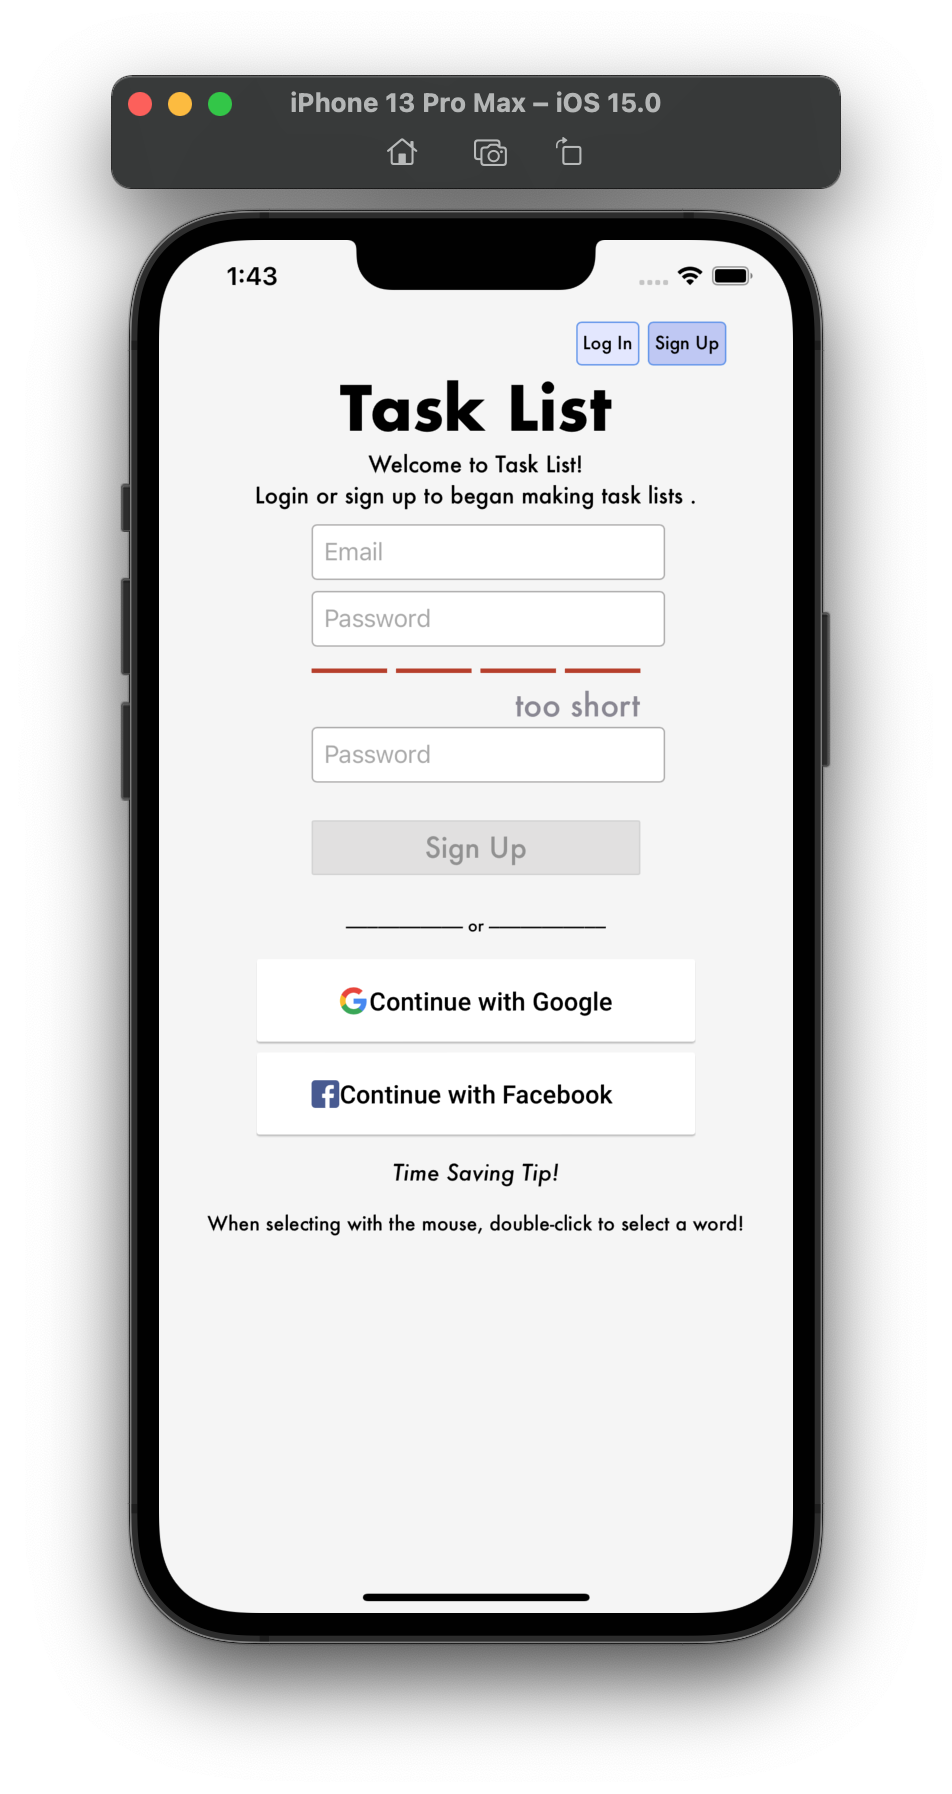 iPhone 13 Pro Max – iOS 15.0
1:43
Log In
Sign Up
Task List
Welcome to Task List!
Login or sign up to began making task lists .
Email
Password
too short
Password
Sign Up
or
Continue with Google
Continue with Facebook
Time Saving Tip!
When selecting with the mouse, double-click to select a word!